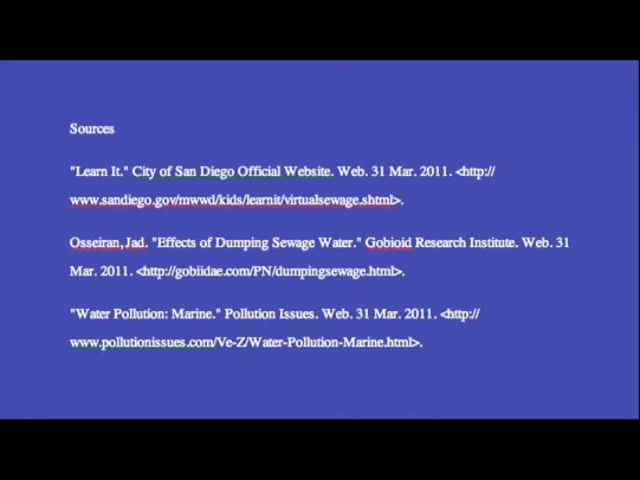 Sources
"Learn It." City of San Diego Official Website. Web. 31 Mar. 2011. <http://
www.sandiego.gov/mwwd/kids/learnit/virtualsewage.shtml>.
Osseiran,Jad. "Effects of Dumping Sewage Water." Gobioid Research Institute. Web. 31
Mar. 2011. <http://gobiidae.com/PN/dumpingsewage.html>.
"Water Pollution: Marine." Pollution Issues. Web. 31 Mar. 2011. <http://
www.pollutionissues.com/Ve-Z/Water-Pollution-Marine.html>.